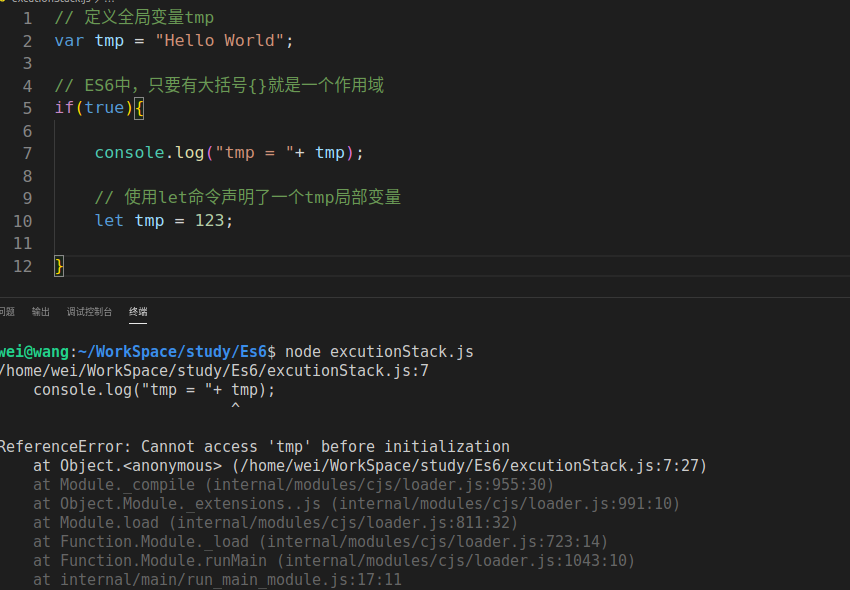 1 // 定义全局变量tmp
2 var tmp = "Hello World";
3
4 // ES6中，只要有大括号{}就是一个作用域
5 if(true){
6
7 console.log("tmp = "+ tmp);
8
9 // 使用let命令声明了一个tmp局部变量
10 let tmp = 123;
11
12 }
问题 输出 调试控制台 终端
wei@wang:~/WorkSpace/study/Es6$ node excutionStack.js
/home/wei/WorkSpace/study/Es6/excutionStack.js:7
console.log("tmp = "+ tmp);
^
ReferenceError: Cannot access 'tmp' before initialization
at Object.<anonymous> (/home/wei/WorkSpace/study/Es6/excutionStack.js:7:27)
at Module._compile (internal/modules/cjs/loader.js:955:30)
at Object.Module._extensions..js (internal/modules/cjs/loader.js:991:10)
at Module.load (internal/modules/cjs/loader.js:811:32)
at Function.Module._load (internal/modules/cjs/loader.js:723:14)
at Function.Module.runMain (internal/modules/cjs/loader.js:1043:10)
at internal/main/run_main_module.js:17:11